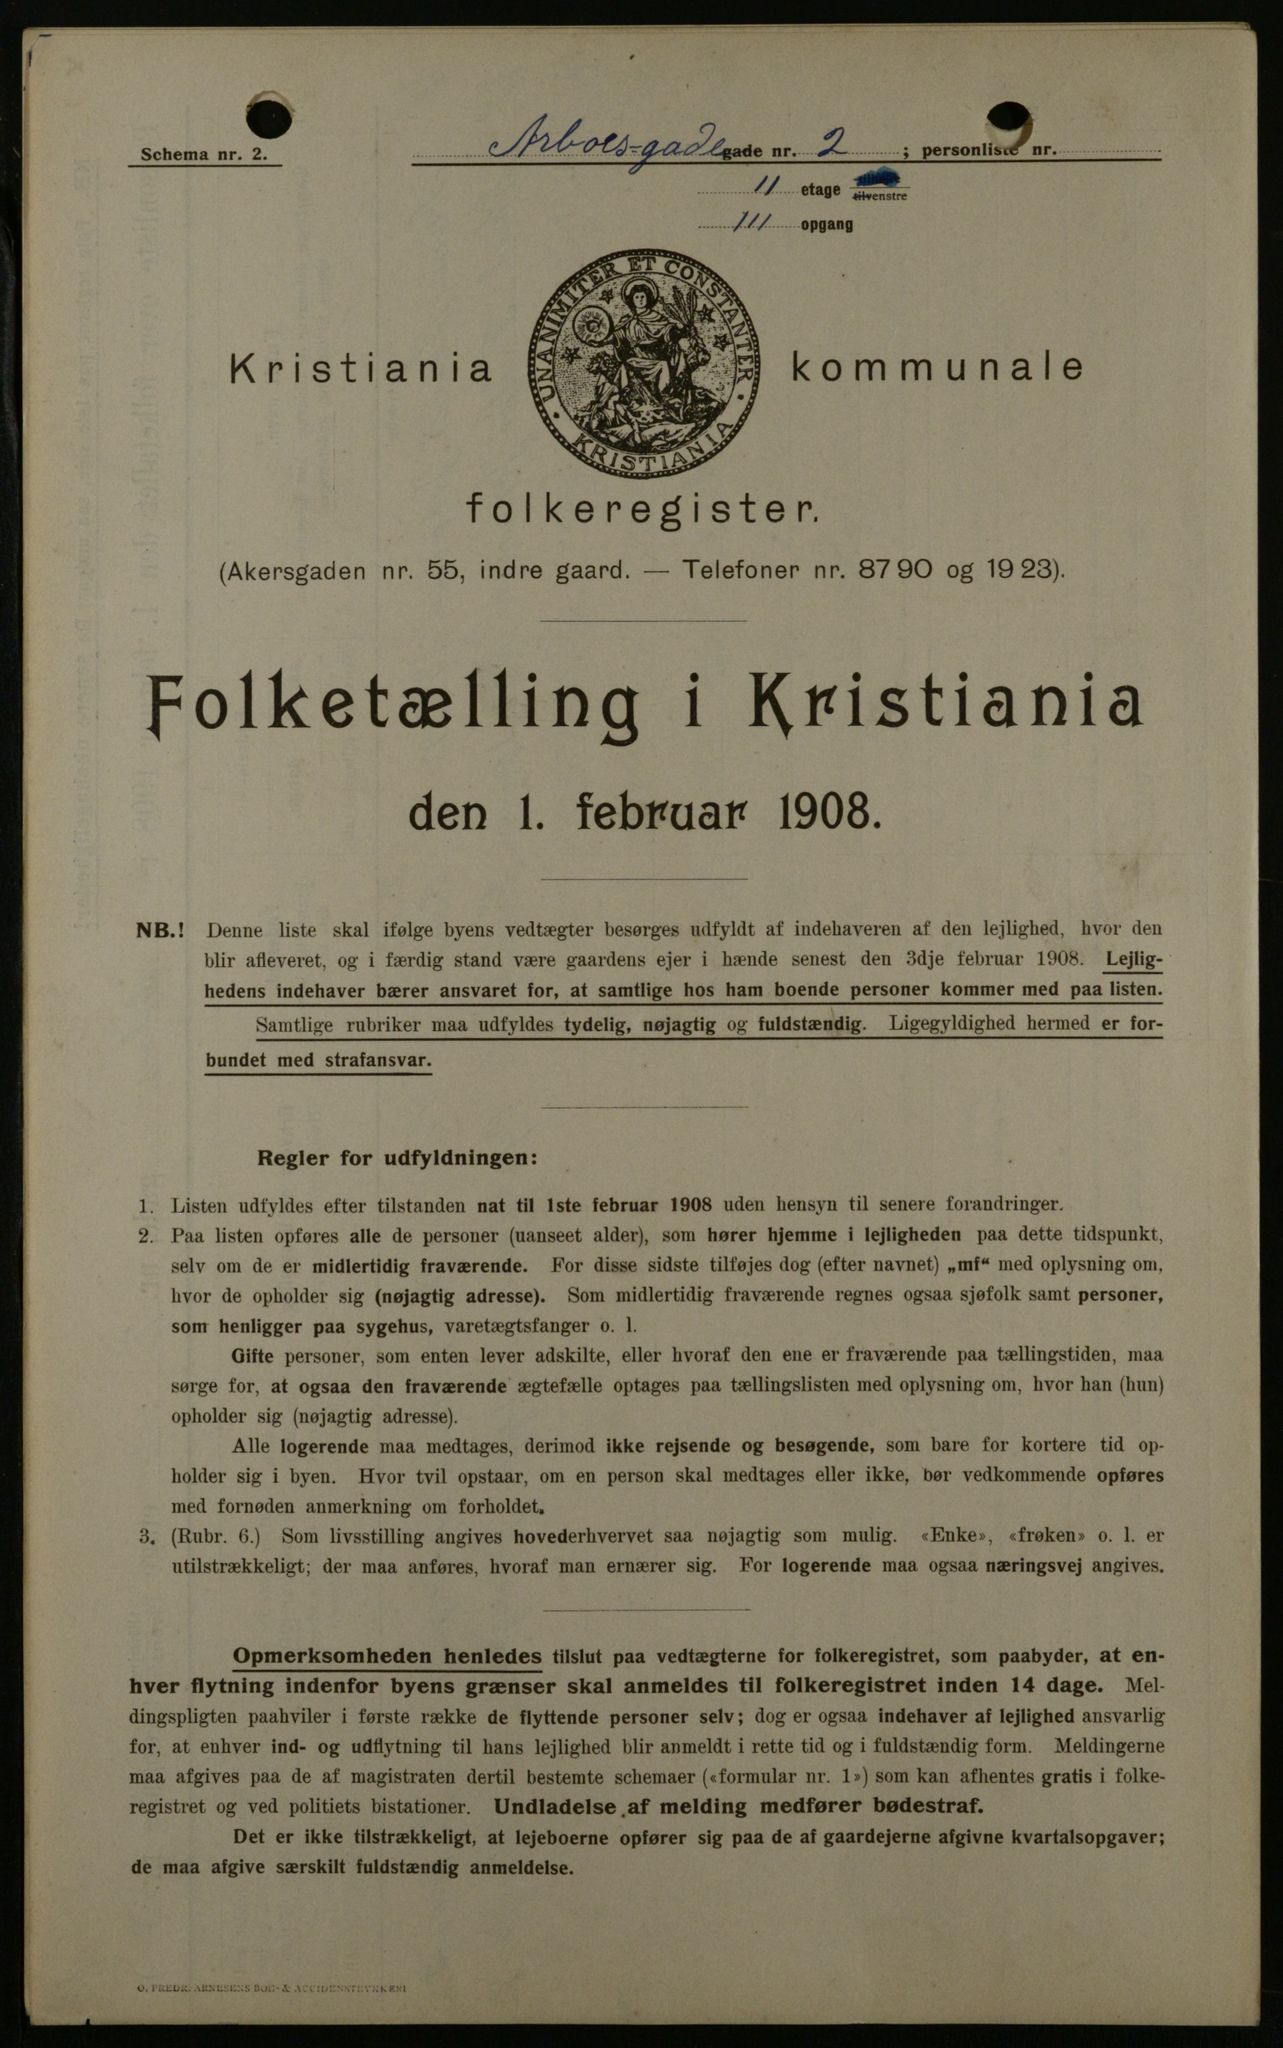 Schema nr. 2.
Arboes-gade gade nr. 2 ; personliste nr.
II etage tilvenstre
III opgang
UNANIMITER ET CONSTANTER
KRISTIANIA
Kristiania kommunale
folkeregister.
(Akersgaden nr. 55, indre gaard. — Telefoner nr. 87 90 og 19 23).
Folketælling i Kristiania
den 1. februar 1908.
NB.! Denne liste skal ifølge byens vedtægter besørges udfyldt af indehaveren af den lejlighed, hvor den
blir afleveret, og i færdig stand være gaardens ejer i hænde senest den 3dje februar 1908. Lejlig-
hedens indehaver bærer ansvaret for, at samtlige hos ham boende personer kommer med paa listen.
Samtlige rubriker maa udfyldes tydelig, nøjagtig og fuldstændig. Ligegyldighed hermed er for-
bundet med strafansvar.
Regler for udfyldningen:
1. Listen udfyldes efter tilstanden nat til 1ste februar 1908 uden hensyn til senere forandringer.
2. Paa listen opføres alle de personer (uanseet alder), som hører hjemme i lejligheden paa dette tidspunkt,
selv om de er midlertidig fraværende. For disse sidste tilføjes dog (efter navnet) „mf“ med oplysning om,
hvor de opholder sig (nøjagtig adresse). Som midlertidig fraværende regnes ogsaa sjøfolk samt personer,
som henligger paa sygehus, varetægtsfanger o. l.
Gifte personer, som enten lever adskilte, eller hvoraf den ene er fraværende paa tællingstiden, maa
sørge for, at ogsaa den fraværende ægtefælle optages paa tællingslisten med oplysning om, hvor han (hun)
opholder sig (nøjagtig adresse).
Alle logerende maa medtages, derimod ikke rejsende og besøgende, som bare for kortere tid op-
holder sig i byen. Hvor tvil opstaar, om en person skal medtages eller ikke, bør vedkommende opføres
med fornøden anmerkning om forholdet.
3. (Rubr. 6.) Som livsstilling angives hovederhvervet saa nøjagtig som mulig. «Enke», «frøken» o. l. er
utilstrækkeligt; der maa anføres, hvoraf man ernærer sig. For logerende maa ogsaa næringsvej angives.
Opmerksomheden henledes tilslut paa vedtægterne for folkeregistret, som paabyder, at en-
hver flytning indenfor byens grænser skal anmeldes til folkeregistret inden 14 dage. Mel-
dingspligten paahviler i første række de flyttende personer selv; dog er ogsaa indehaver af lejlighed ansvarlig
for, at enhver ind- og udflytning til hans lejlighed blir anmeldt i rette tid og i fuldstændig form. Meldingerne
maa afgives paa de af magistraten dertil bestemte schemaer («formular nr. 1») som kan afhentes gratis i folke-
registret og ved politiets bistationer. Undladelse af melding medfører bødestraf.
Det er ikke tilstrækkeligt, at lejeboerne opfører sig paa de af gaardejerne afgivne kvartalsopgaver;
de maa afgive særskilt fuldstændig anmeldelse.
O. FREDR. ARNESENS BOG- & ACCIDENSTRYKKERI